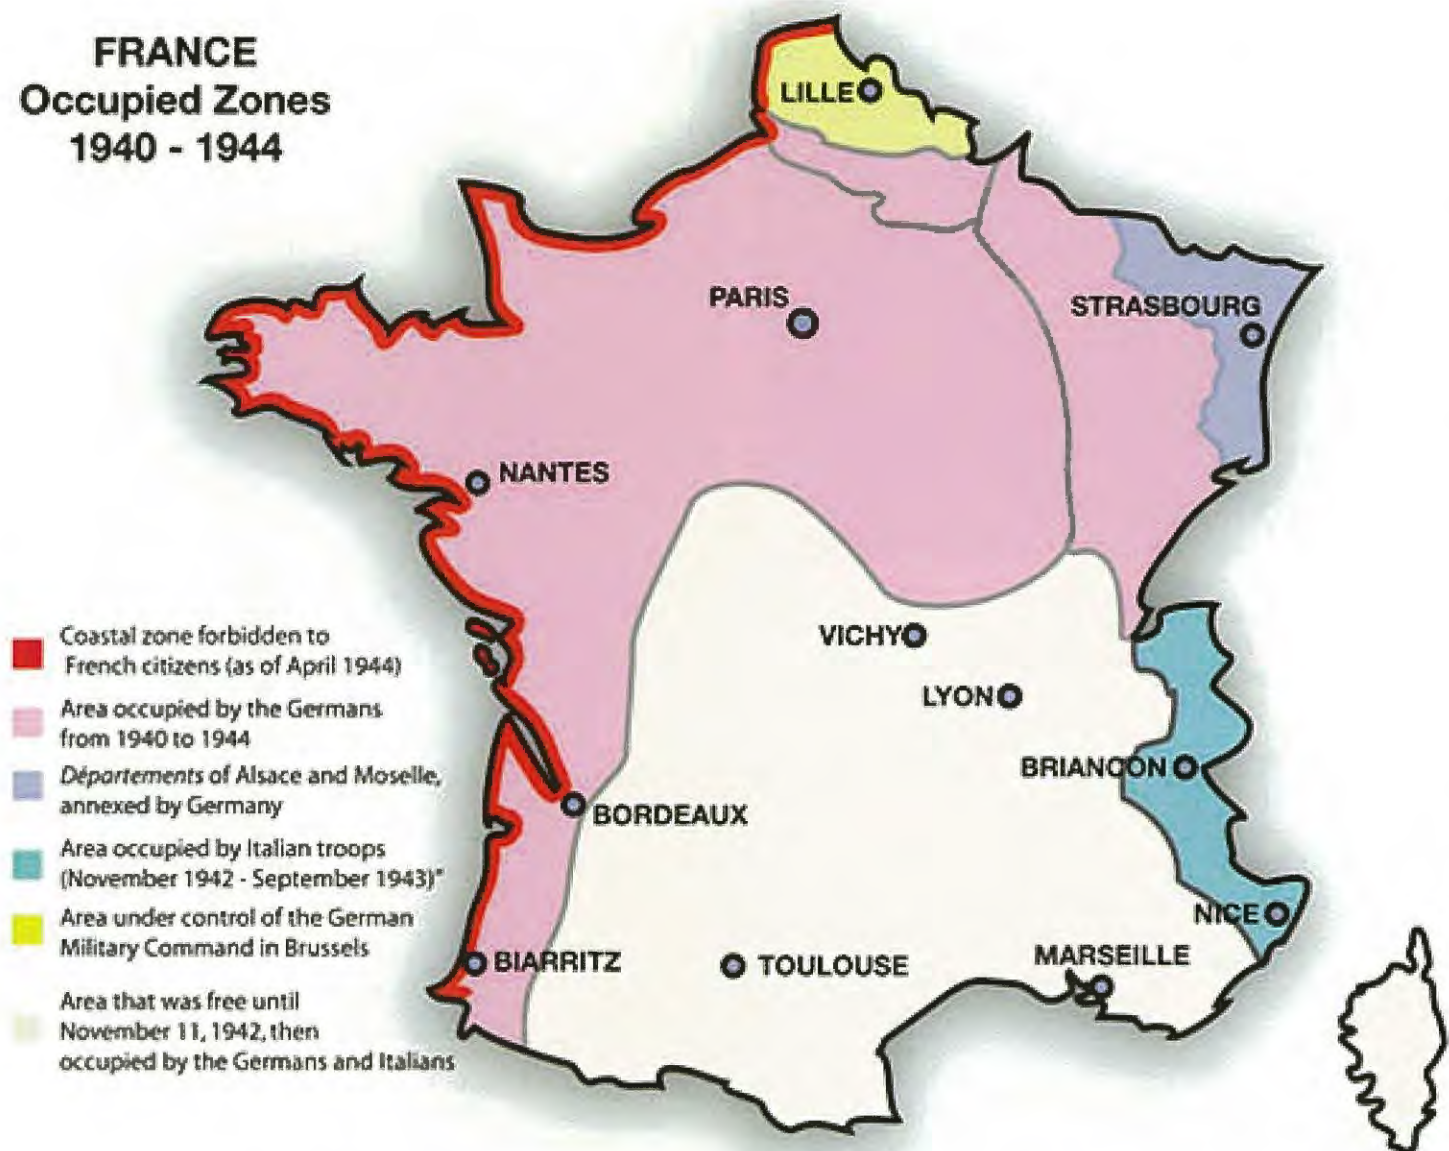 FRANCE
Occupied Zones
1940 - 1944
LILLE
PARIS
STRASBOURG
NANTES
VICHY
LYON
BRIANCON
BORDEAUX
NICE
MARSEILLE
BIARRITZ
TOULOUSE
Coastal zone forbidden to
French citizens (as of April 1944)
Area occupied by the Germans
from 1940 to 1944
Départements of Alsace and Moselle,
annexed by Germany
Area occupied by Italian troops
(November 1942 - September 1943)*
Area under control of the German
Military Command in Brussels
Area that was free until
November 11, 1942, then
occupied by the Germans and Italians